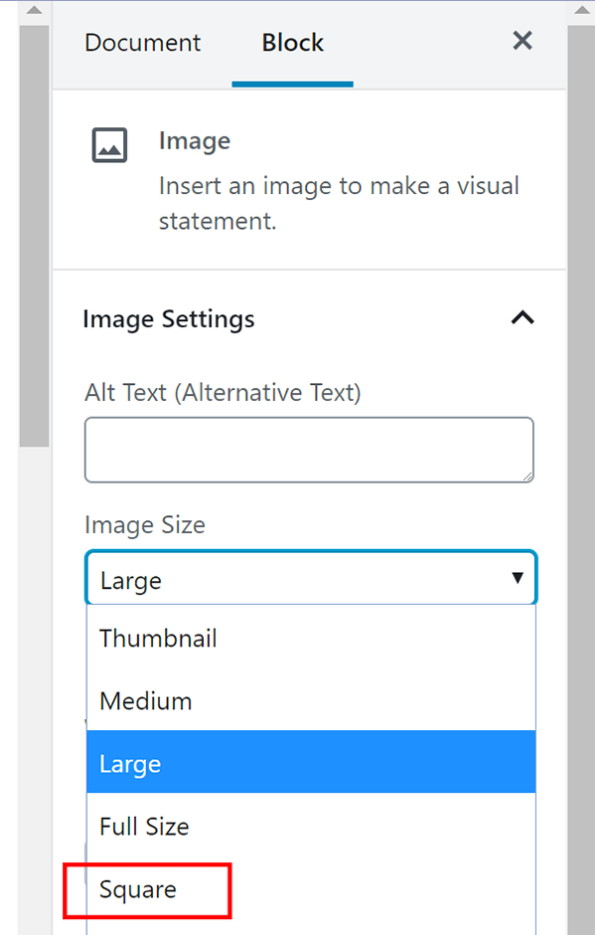 Document Block ×
Image
Insert an image to make a visual
statement.
Image Settings
Alt Text (Alternative Text)
Image Size
Large
Thumbnail
Medium
Large
Full Size
Square